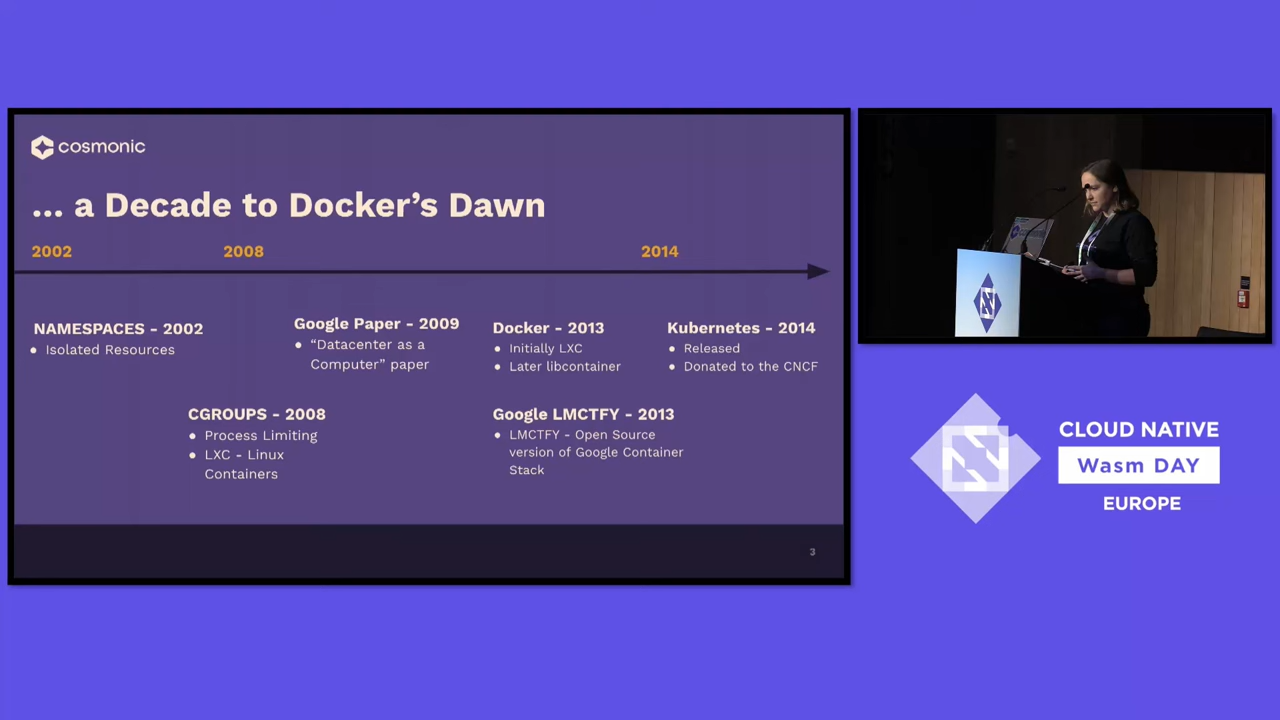 cosmonic
... a Decade to Docker's Dawn
2002
2008
2014
NAMESPACES - 2002
● Isolated Resources
Google Paper - 2009
● “Datacenter as a
Computer” paper
Docker - 2013
● Initially LXC
● Later libcontainer
Kubernetes - 2014
● Released
● Donated to the CNCF
CGROUPS - 2008
● Process Limiting
● LXC - Linux
Containers
Google LMCTFY - 2013
● LMCTFY - Open Source
version of Google Container
Stack
3
CLOUD NATIVE
Wasm DAY
EUROPE